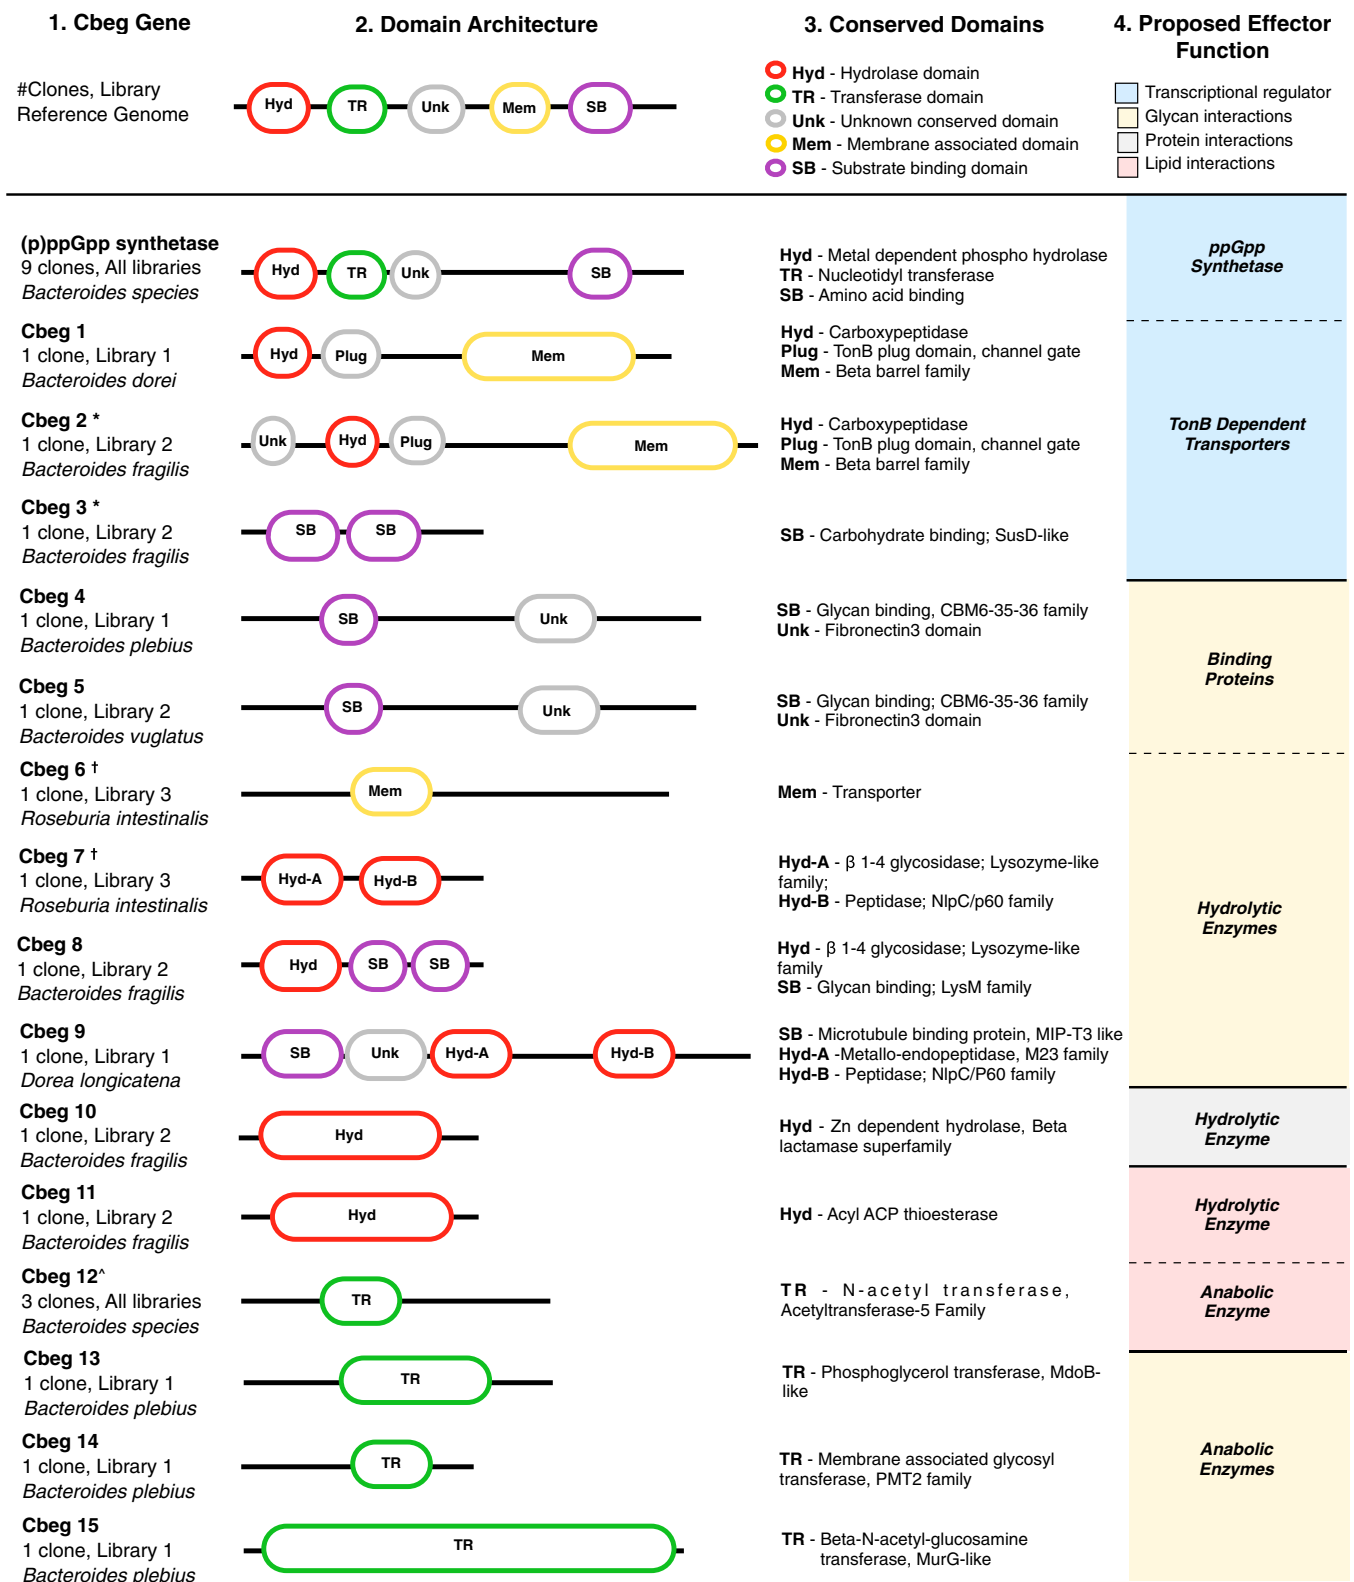 1. Cbeg Gene
2. Domain Architecture
3. Conserved Domains
4. Proposed Effector
Function
#Clones, Library
Reference Genome
Hyd
TR
Unk
Mem
SB
Hyd - Hydrolase domain
TR - Transferase domain
Unk - Unknown conserved domain
Mem - Membrane associated domain
SB - Substrate binding domain
Transcriptional regulator
Glycan interactions
Protein interactions
Lipid interactions
(p)ppGpp synthetase
9 clones, All libraries
Bacteroides species
Hyd
TR
Unk
SB
Hyd - Metal dependent phospho hydrolase
TR - Nucleotidyl transferase
SB - Amino acid binding
ppGpp
Synthetase
Cbeg 1
1 clone, Library 1
Bacteroides dorei
Hyd
Plug
Mem
Hyd - Carboxypeptidase
Plug - TonB plug domain, channel gate
Mem - Beta barrel family
Cbeg 2 *
1 clone, Library 2
Bacteroides fragilis
Unk
Hyd
Plug
Mem
Hyd - Carboxypeptidase
Plug - TonB plug domain, channel gate
Mem - Beta barrel family
TonB Dependent
Transporters
Cbeg 3 *
1 clone, Library 2
Bacteroides fragilis
SB
SB
SB - Carbohydrate binding; SusD-like
Cbeg 4
1 clone, Library 1
Bacteroides plebius
SB
Unk
SB - Glycan binding, CBM6-35-36 family
Unk - Fibronectin3 domain
Binding
Proteins
Cbeg 5
1 clone, Library 2
Bacteroides vuglatus
SB
Unk
SB - Glycan binding; CBM6-35-36 family
Unk - Fibronectin3 domain
Cbeg 6 †
1 clone, Library 3
Roseburia intestinalis
Mem
Mem - Transporter
Cbeg 7 †
1 clone, Library 3
Roseburia intestinalis
Hyd-A
Hyd-B
Hyd-A - β 1-4 glycosidase; Lysozyme-like
family;
Hyd-B - Peptidase; NlpC/p60 family
Hydrolytic
Enzymes
Cbeg 8
1 clone, Library 2
Bacteroides fragilis
Hyd
SB
SB
Hyd - β 1-4 glycosidase; Lysozyme-like
family
SB - Glycan binding; LysM family
Cbeg 9
1 clone, Library 1
Dorea longicatena
SB
Unk
Hyd-A
Hyd-B
SB - Microtubule binding protein, MIP-T3 like
Hyd-A -Metallo-endopeptidase, M23 family
Hyd-B - Peptidase; NlpC/P60 family
Cbeg 10
1 clone, Library 2
Bacteroides fragilis
Hyd
Hyd - Zn dependent hydrolase, Beta
lactamase superfamily
Hydrolytic
Enzyme
Cbeg 11
1 clone, Library 2
Bacteroides fragilis
Hyd
Hyd - Acyl ACP thioesterase
Hydrolytic
Enzyme
Cbeg 12^
3 clones, All libraries
Bacteroides species
TR
TR - N-acetyl transferase,
Acetyltransferase-5 Family
Anabolic
Enzyme
Cbeg 13
1 clone, Library 1
Bacteroides plebius
TR
TR - Phosphoglycerol transferase, MdoB-
like
Cbeg 14
1 clone, Library 1
Bacteroides plebius
TR
TR - Membrane associated glycosyl
transferase, PMT2 family
Anabolic
Enzymes
Cbeg 15
1 clone, Library 1
Bacteroides plebius
TR
TR - Beta-N-acetyl-glucosamine
transferase, MurG-like